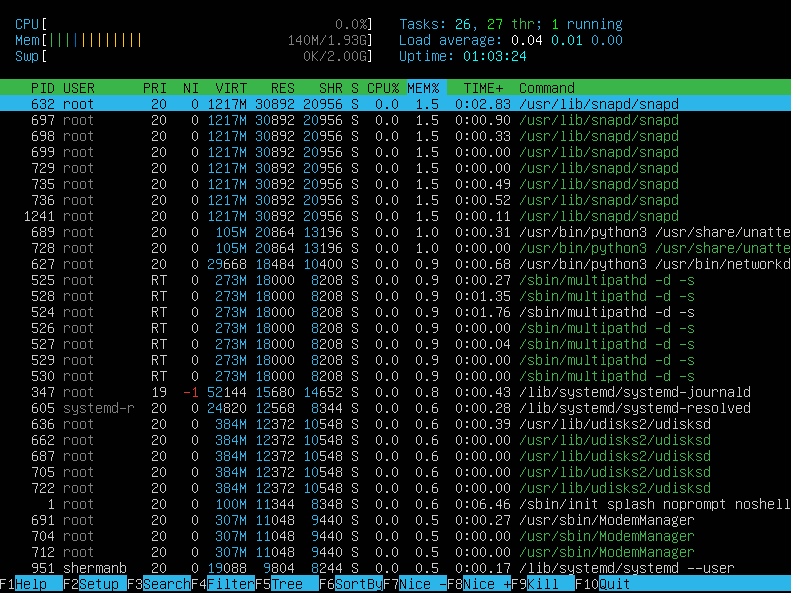 CPU[ 0.0%] Tasks: 26, 27 thr; 1 running
Mem[|||||||||||| 140M/1.93G] Load average: 0.04 0.01 0.00
Swp[ 0K/2.00G] Uptime: 01:03:24
PID USER PRI NI VIRT RES SHR S CPU% MEM% TIME+ Command
632 root 20 0 1217M 30892 20956 S 0.0 1.5 0:02.83 /usr/lib/snapd/snapd
697 root 20 0 1217M 30892 20956 S 0.0 1.5 0:00.90 /usr/lib/snapd/snapd
698 root 20 0 1217M 30892 20956 S 0.0 1.5 0:00.33 /usr/lib/snapd/snapd
699 root 20 0 1217M 30892 20956 S 0.0 1.5 0:00.00 /usr/lib/snapd/snapd
729 root 20 0 1217M 30892 20956 S 0.0 1.5 0:00.00 /usr/lib/snapd/snapd
735 root 20 0 1217M 30892 20956 S 0.0 1.5 0:00.49 /usr/lib/snapd/snapd
736 root 20 0 1217M 30892 20956 S 0.0 1.5 0:00.52 /usr/lib/snapd/snapd
1241 root 20 0 1217M 30892 20956 S 0.0 1.5 0:00.11 /usr/lib/snapd/snapd
689 root 20 0 105M 20864 13196 S 0.0 1.0 0:00.31 /usr/bin/python3 /usr/share/unatte
728 root 20 0 105M 20864 13196 S 0.0 1.0 0:00.00 /usr/bin/python3 /usr/share/unatte
627 root 20 0 29668 18484 10400 S 0.0 0.9 0:00.68 /usr/bin/python3 /usr/bin/networkd
525 root RT 0 273M 18000 8208 S 0.0 0.9 0:00.27 /sbin/multipathd -d -s
528 root RT 0 273M 18000 8208 S 0.0 0.9 0:01.35 /sbin/multipathd -d -s
524 root RT 0 273M 18000 8208 S 0.0 0.9 0:01.76 /sbin/multipathd -d -s
526 root RT 0 273M 18000 8208 S 0.0 0.9 0:00.00 /sbin/multipathd -d -s
527 root RT 0 273M 18000 8208 S 0.0 0.9 0:00.04 /sbin/multipathd -d -s
529 root RT 0 273M 18000 8208 S 0.0 0.9 0:00.00 /sbin/multipathd -d -s
530 root RT 0 273M 18000 8208 S 0.0 0.9 0:00.00 /sbin/multipathd -d -s
347 root 19 -1 52144 15680 14652 S 0.0 0.8 0:00.43 /lib/systemd/systemd-journald
605 systemd-r 20 0 24820 12568 8344 S 0.0 0.6 0:00.28 /lib/systemd/systemd-resolved
636 root 20 0 384M 12372 10548 S 0.0 0.6 0:00.39 /usr/lib/udisks2/udisksd
662 root 20 0 384M 12372 10548 S 0.0 0.6 0:00.00 /usr/lib/udisks2/udisksd
687 root 20 0 384M 12372 10548 S 0.0 0.6 0:00.00 /usr/lib/udisks2/udisksd
705 root 20 0 384M 12372 10548 S 0.0 0.6 0:00.00 /usr/lib/udisks2/udisksd
722 root 20 0 384M 12372 10548 S 0.0 0.6 0:00.00 /usr/lib/udisks2/udisksd
1 root 20 0 100M 11344 8348 S 0.0 0.6 0:06.46 /sbin/init splash noprompt noshell
691 root 20 0 307M 11048 9440 S 0.0 0.5 0:00.27 /usr/sbin/ModemManager
704 root 20 0 307M 11048 9440 S 0.0 0.5 0:00.00 /usr/sbin/ModemManager
712 root 20 0 307M 11048 9440 S 0.0 0.5 0:00.00 /usr/sbin/ModemManager
951 shermanb 20 0 19088 9804 8244 S 0.0 0.5 0:00.17 /lib/systemd/systemd --user
F1Help F2Setup F3SearchF4FilterF5Tree F6SortByF7Nice -F8Nice +F9Kill F10Quit